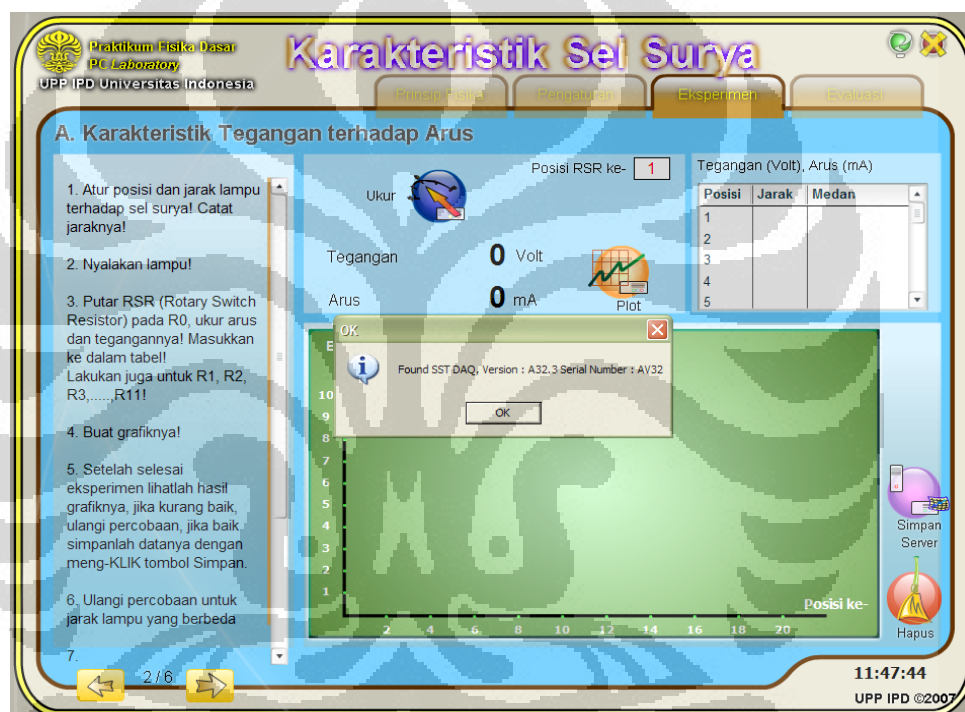 Praktikum Fisika Dasar
PC Laboratory
UPP IPD Universitas Indonesia
Karakteristik Sel Surya
Prinsip Fisika
Pengaturan
Eksperimen
Evaluasi
A. Karakteristik Tegangan terhadap Arus
1. Atur posisi dan jarak lampu
terhadap sel surya! Catat
jaraknya!
2. Nyalakan lampu!
3. Putar RSR (Rotary Switch
Resistor) pada R0, ukur arus
dan tegangannya! Masukkan
ke dalam tabel!
Lakukan juga untuk R1, R2,
R3,.....,R11!
4. Buat grafiknya!
5. Setelah selesai
eksperimen lihatlah hasil
grafiknya, jika kurang baik,
ulangi percobaan, jika baik
simpanlah datanya dengan
meng-KLIK tombol Simpan.
6. Ulangi percobaan untuk
jarak lampu yang berbeda
7.
2 / 6
Ukur
Posisi RSR ke- 1
Tegangan 0 Volt
Arus 0 mA
Plot
Tegangan (Volt), Arus (mA)
Posisi Jarak Medan
1
2
3
4
5
OK
Found SST DAQ, Version : A32.3 Serial Number : AV32
OK
E
10
9
8
7
6
5
4
3
2
1
2 4 6 8 10 12 14 16 18 20
Posisi ke-
Simpan
Server
Hapus
11:47:44
UPP IPD ©2007